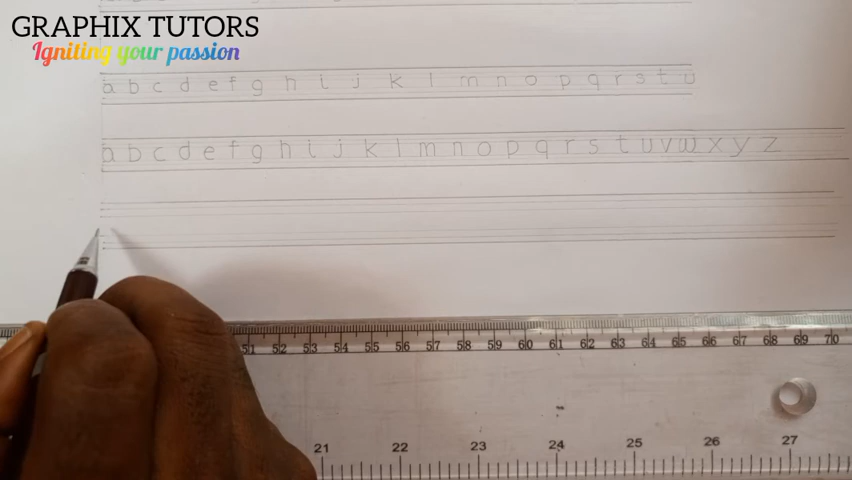 GRAPHIX TUTORS
Igniting your passion
a b c d e f g h i j k l m n o p q r s t u
a b c d e f g h i j k l m n o p q r s t u v w x y z
51 52 53 54 55 56 57 58 59 60 61 62 63 64 65 66 67 68 69 70
21 22 23 24 25 26 27